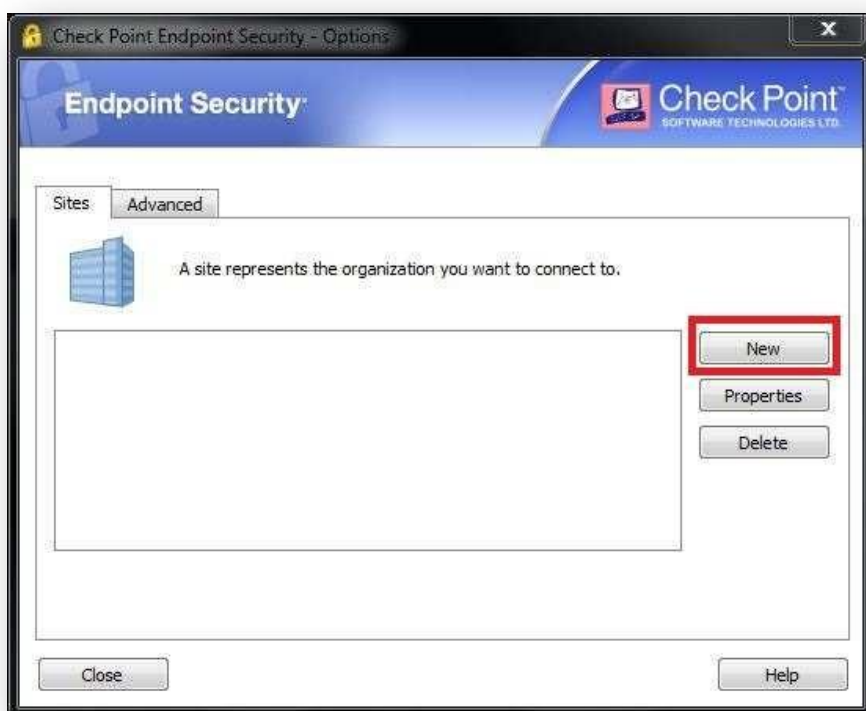 Check Point Endpoint Security - Options
Endpoint Security
Check Point
SOFTWARE TECHNOLOGIES LTD.
Sites
Advanced
A site represents the organization you want to connect to.
New
Properties
Delete
Close
Help